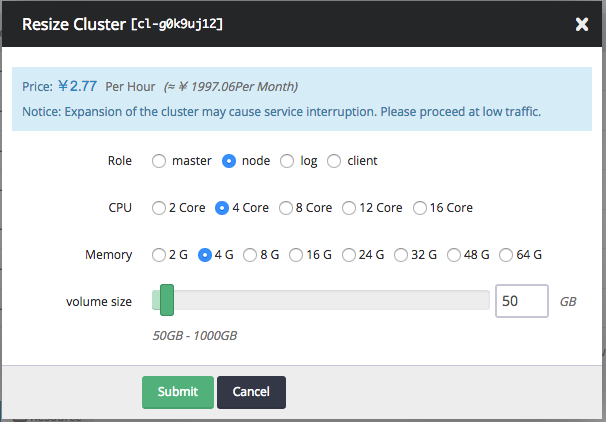 Resize Cluster [cl-g0k9uj12]
Price: ¥2.77 Per Hour (≈ ¥ 1997.06Per Month)
Notice: Expansion of the cluster may cause service interruption. Please proceed at low traffic.
Role master node log client
CPU 2 Core 4 Core 8 Core 12 Core 16 Core
Memory 2 G 4 G 8 G 16 G 24 G 32 G 48 G 64 G
volume size 50 GB
50GB - 1000GB
Submit Cancel